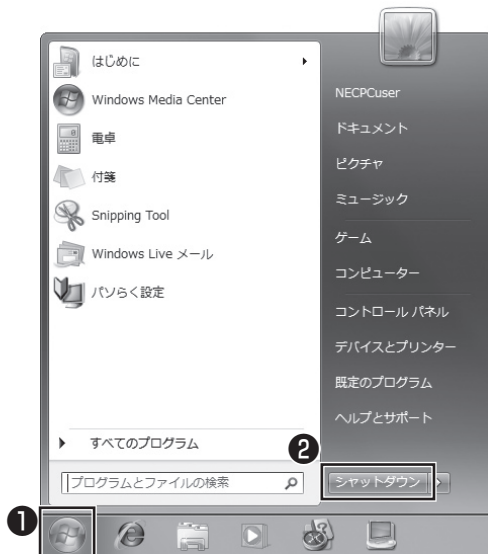 はじめに
Windows Media Center
電卓
付箋
Snipping Tool
Windows Live メール
パソらく設定
すべてのプログラム
プログラムとファイルの検索
NECPCuser
ドキュメント
ピクチャ
ミュージック
ゲーム
コンピューター
コントロール パネル
デバイスとプリンター
既定のプログラム
ヘルプとサポート
❷
シャットダウン
❶